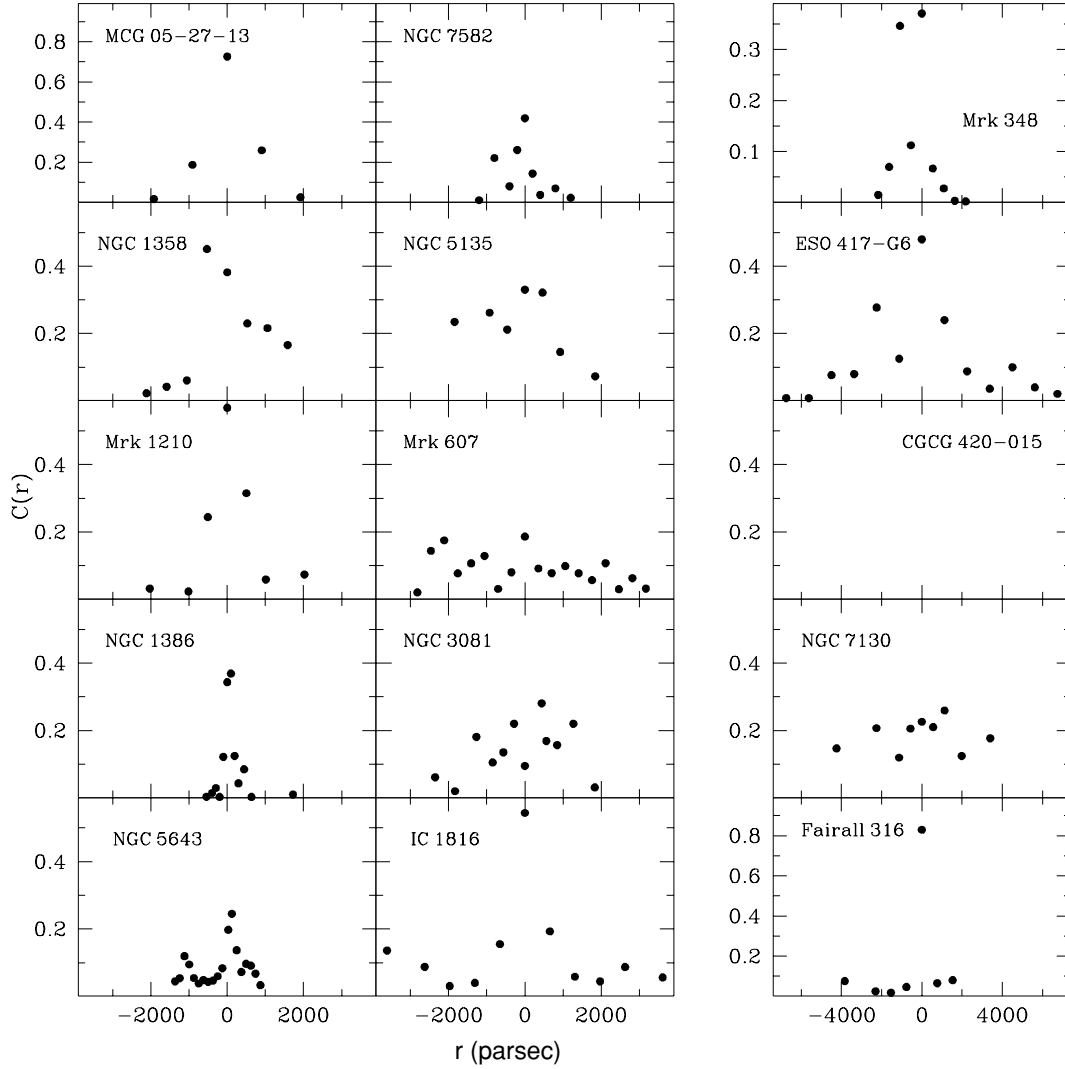 MCG 05-27-13
NGC 7582
Mrk 348
0.8
0.6
0.4
0.2
0.3
0.2
0.1
NGC 1358
NGC 5135
ESO 417-G6
0.4
0.2
0.4
0.2
Mrk 1210
Mrk 607
CGCG 420-015
C(r)
0.4
0.2
0.4
0.2
NGC 1386
NGC 3081
NGC 7130
0.4
0.2
0.4
0.2
NGC 5643
IC 1816
Fairall 316
0.4
0.2
0.8
0.6
0.4
0.2
-2000 0 2000
-2000 0 2000
-4000 0 4000
r (parsec)